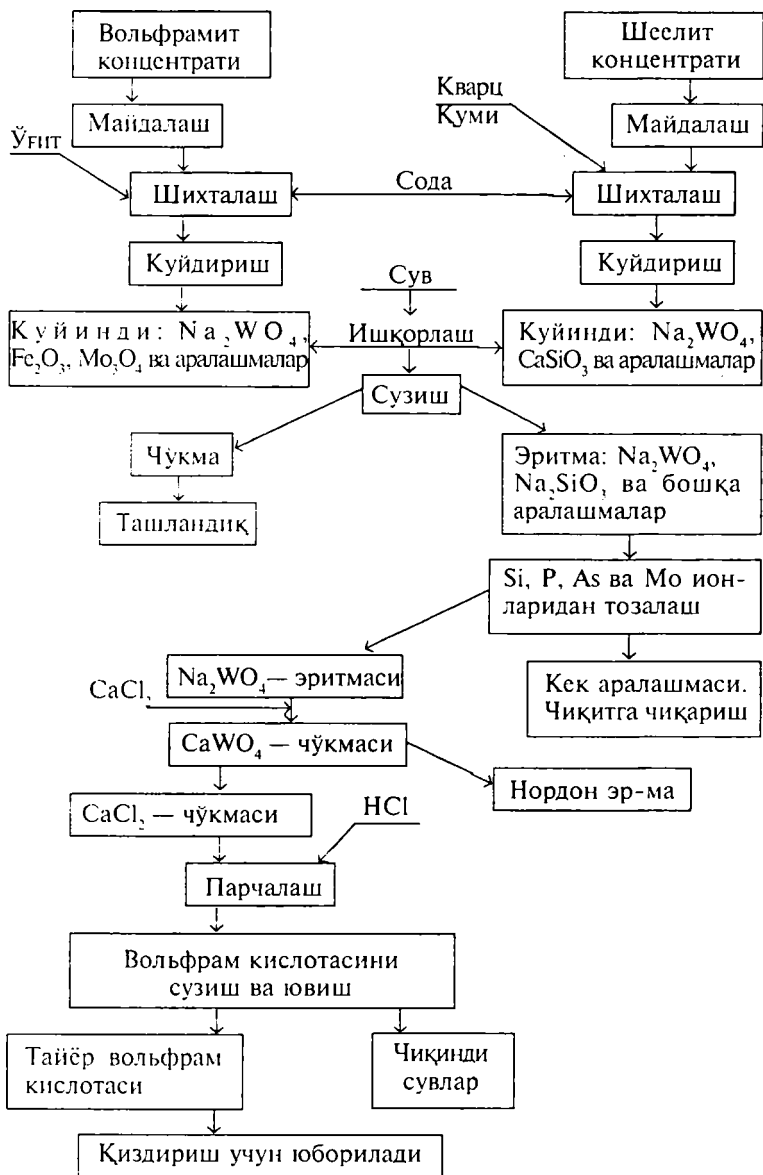 Вольфрамит
концентрати
Шеелит
концентрати
Майдалаш
Кварц
Қуми
Майдалаш
Ўғит
Шихталаш
Сода
Шихталаш
Куйдириш
Куйдириш
Сув
Куйинди: Na₂WO₄,
Fe₂O₃, Mo₃O₄ ва аралашмалар
Ишқорлаш
Куйинди: Na₂WO₄,
CaSiO₃ ва аралашмалар
Сузиш
Чўкма
Ташландиқ
Эритма: Na₂WO₄,
Na₂SiO₃ ва бошқа
аралашмалар
Si, P, As ва Mo ион-
ларидан тозалаш
Na₂WO₄ — эритмаси
CaCl₂
Кек аралашмаси.
Чиқитга чиқариш
CaWO₄ — чўкмаси
Нордон эр-ма
CaCl₂ — чўкмаси
HCl
Парчалаш
Вольфрам кислотасини
сузиш ва ювиш
Тайёр вольфрам
кислотаси
Чиқинди
сувлар
Қиздириш учун юборилади